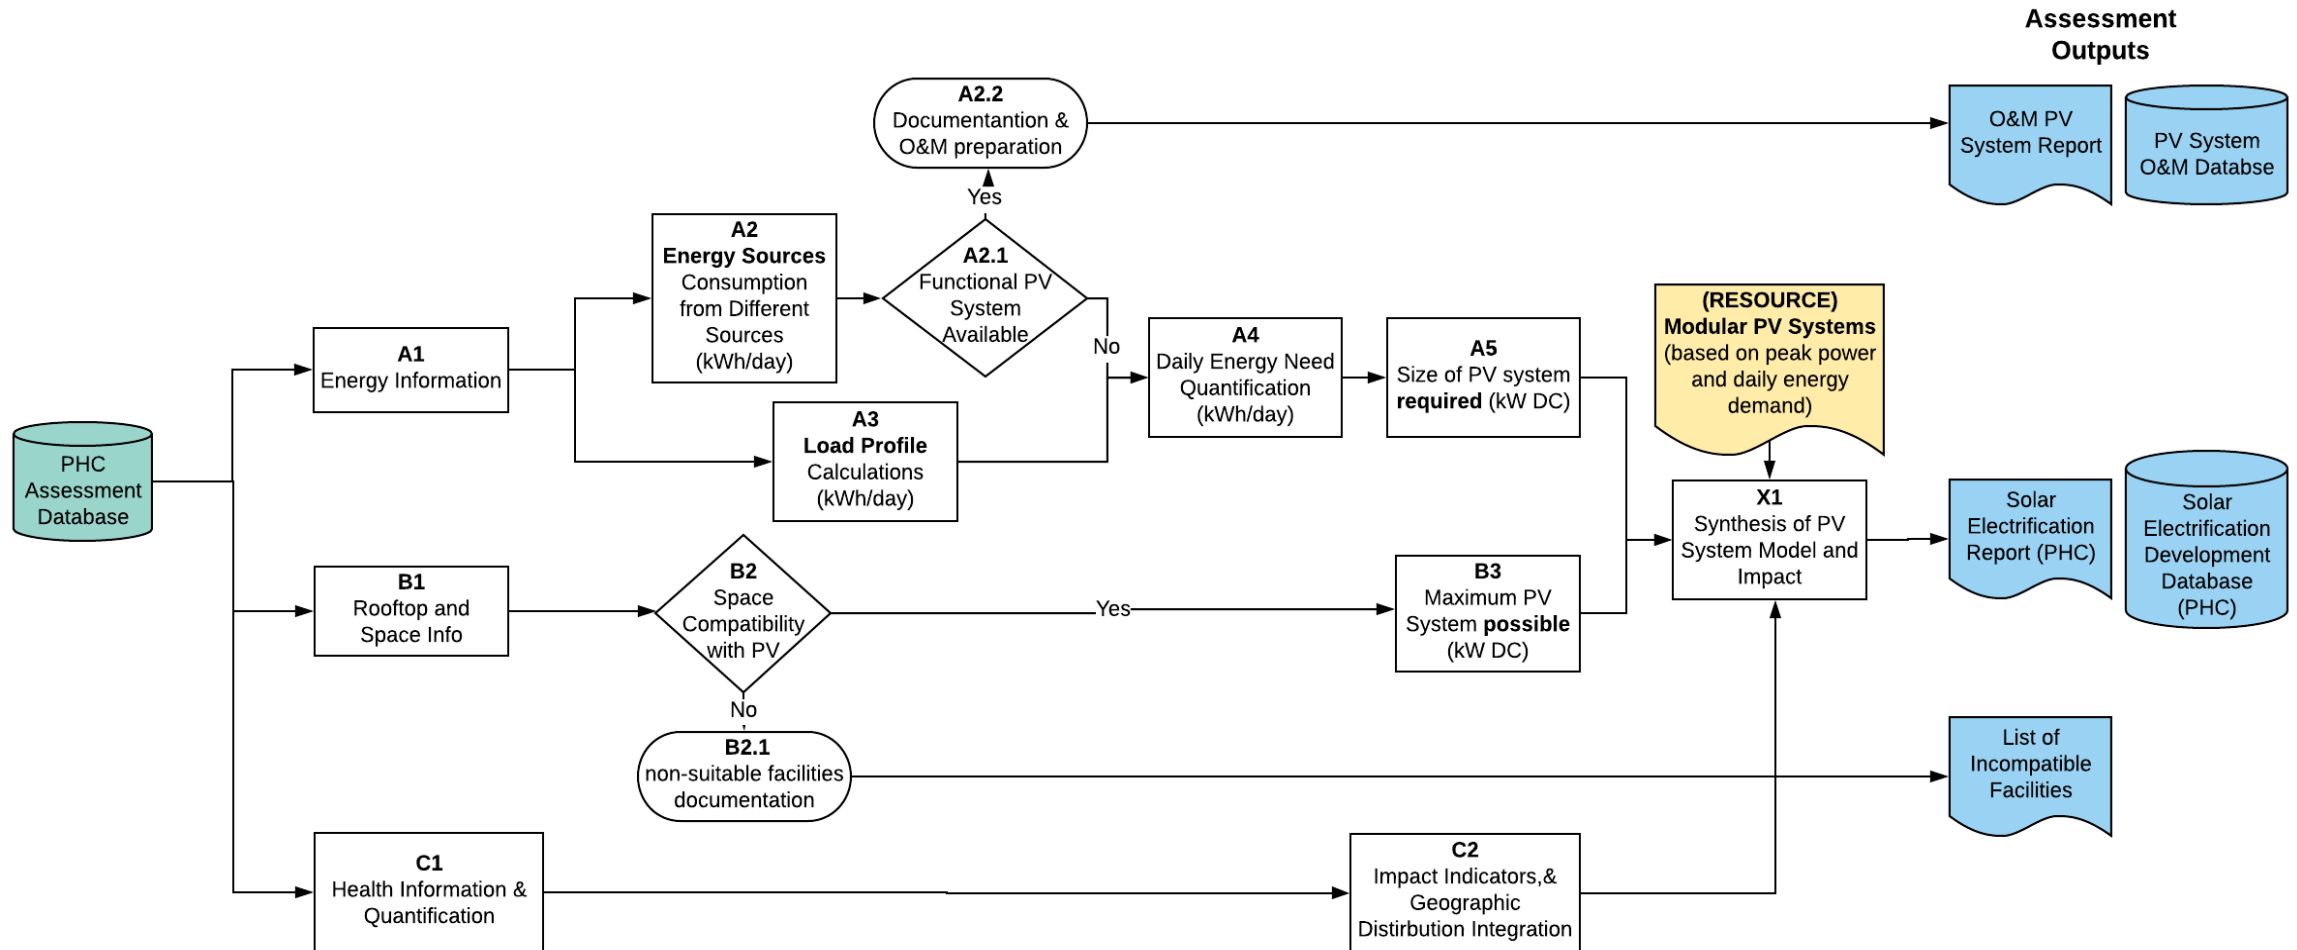 Assessment
Outputs
A2.2
Documentantion &
O&M preparation
O&M PV
System Report
PV System
O&M Databse
Yes
A2
Energy Sources
Consumption
from Different
Sources
(kWh/day)
A2.1
Functional PV
System
Available
No
(RESOURCE)
Modular PV Systems
(based on peak power
and daily energy
demand)
A1
Energy Information
A4
Daily Energy Need
Quantification
(kWh/day)
A5
Size of PV system
required (kW DC)
A3
Load Profile
Calculations
(kWh/day)
PHC
Assessment
Database
X1
Synthesis of PV
System Model and
Impact
Solar
Electrification
Report (PHC)
Solar
Electrification
Development
Database
(PHC)
B1
Rooftop and
Space Info
B2
Space
Compatibility
with PV
Yes
B3
Maximum PV
System possible
(kW DC)
No
B2.1
non-suitable facilities
documentation
List of
Incompatible
Facilities
C1
Health Information &
Quantification
C2
Impact Indicators,&
Geographic
Distirbution Integration